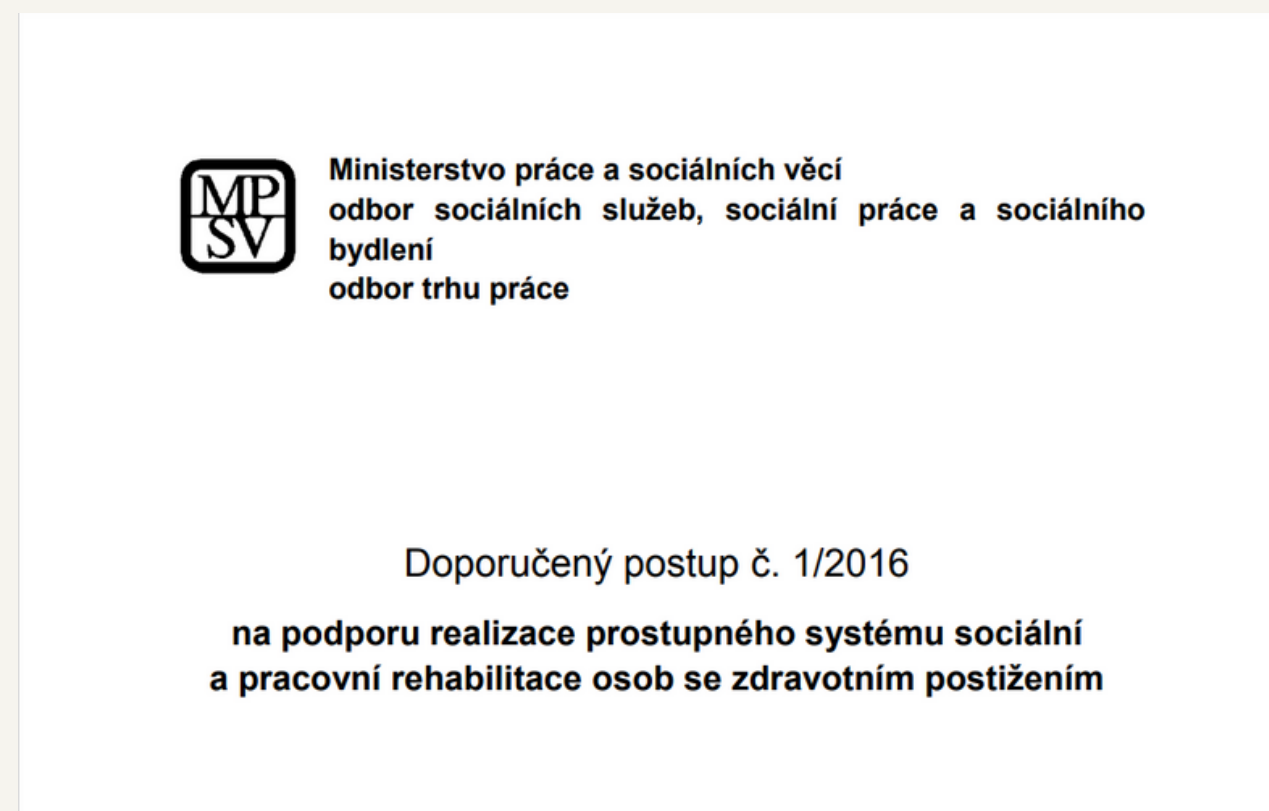 MP
SV
Ministerstvo práce a sociálních věcí
odbor sociálních služeb, sociální práce a sociálního
bydlení
odbor trhu práce
Doporučený postup č. 1/2016
na podporu realizace prostupného systému sociální
a pracovní rehabilitace osob se zdravotním postižením